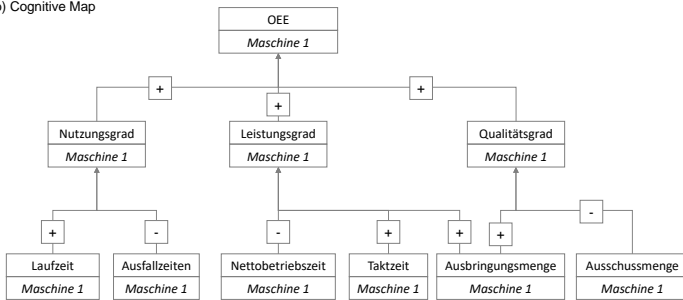 ) Cognitive Map
OEE
Maschine 1
+
+
+
Nutzungsgrad
Leistungsgrad
Qualitätsgrad
Maschine 1
Maschine 1
Maschine 1
+
-
-
+
+
+
-
Laufzeit
Ausfallzeiten
Nettobetriebszeit
Taktzeit
Ausbringungsmenge
Ausschussmenge
Maschine 1
Maschine 1
Maschine 1
Maschine 1
Maschine 1
Maschine 1